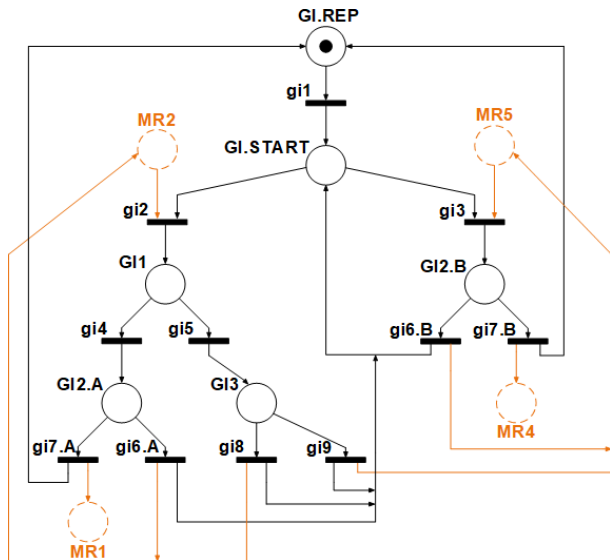 GI.REP
gi1
MR2
MR5
GI.START
gi2
gi3
GI1
GI2.B
gi4
gi5
gi6.B
gi7.B
GI2.A
GI3
MR4
gi7.A
gi6.A
gi8
gi9
MR1